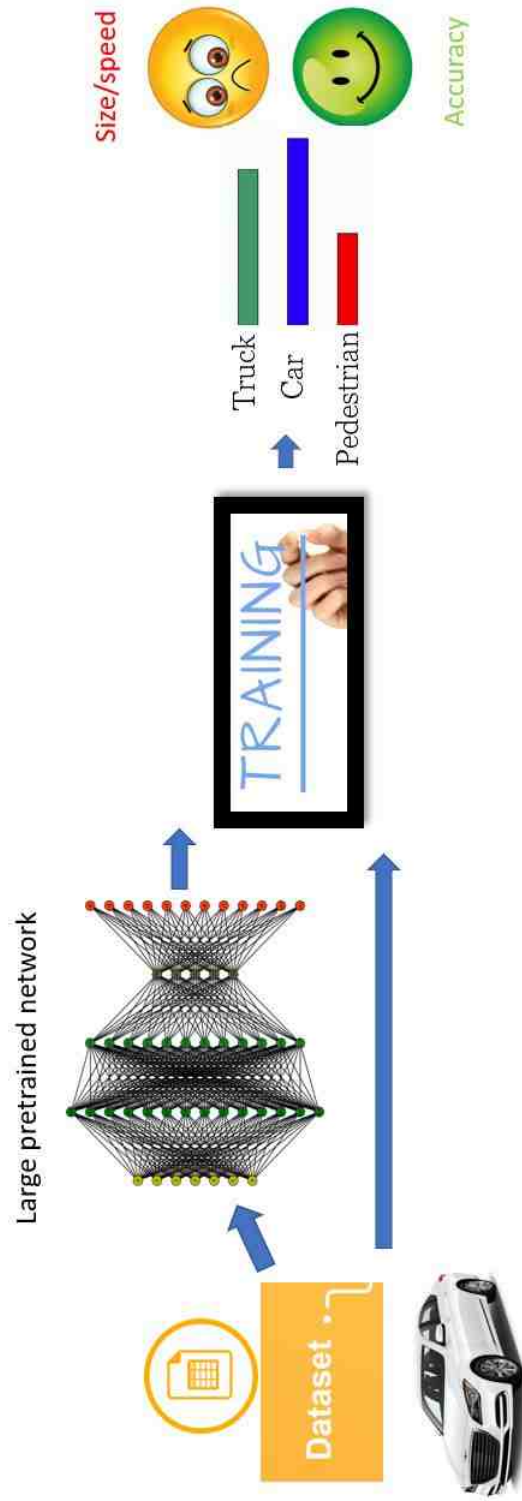 Large pretrained network
Dataset
TRAINING
Truck
Car
Pedestrian
Size/speed
Accuracy